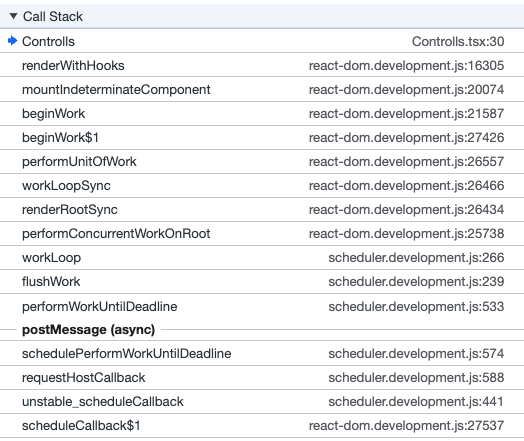 Call Stack
Controlls Controlls.tsx:30
renderWithHooks react-dom.development.js:16305
mountIndeterminateComponent react-dom.development.js:20074
beginWork react-dom.development.js:21587
beginWork$1 react-dom.development.js:27426
performUnitOfWork react-dom.development.js:26557
workLoopSync react-dom.development.js:26466
renderRootSync react-dom.development.js:26434
performConcurrentWorkOnRoot react-dom.development.js:25738
workLoop scheduler.development.js:266
flushWork scheduler.development.js:239
performWorkUntilDeadline scheduler.development.js:533
postMessage (async)
schedulePerformWorkUntilDeadline scheduler.development.js:574
requestHostCallback scheduler.development.js:588
unstable_scheduleCallback scheduler.development.js:441
scheduleCallback$1 react-dom.development.js:27537